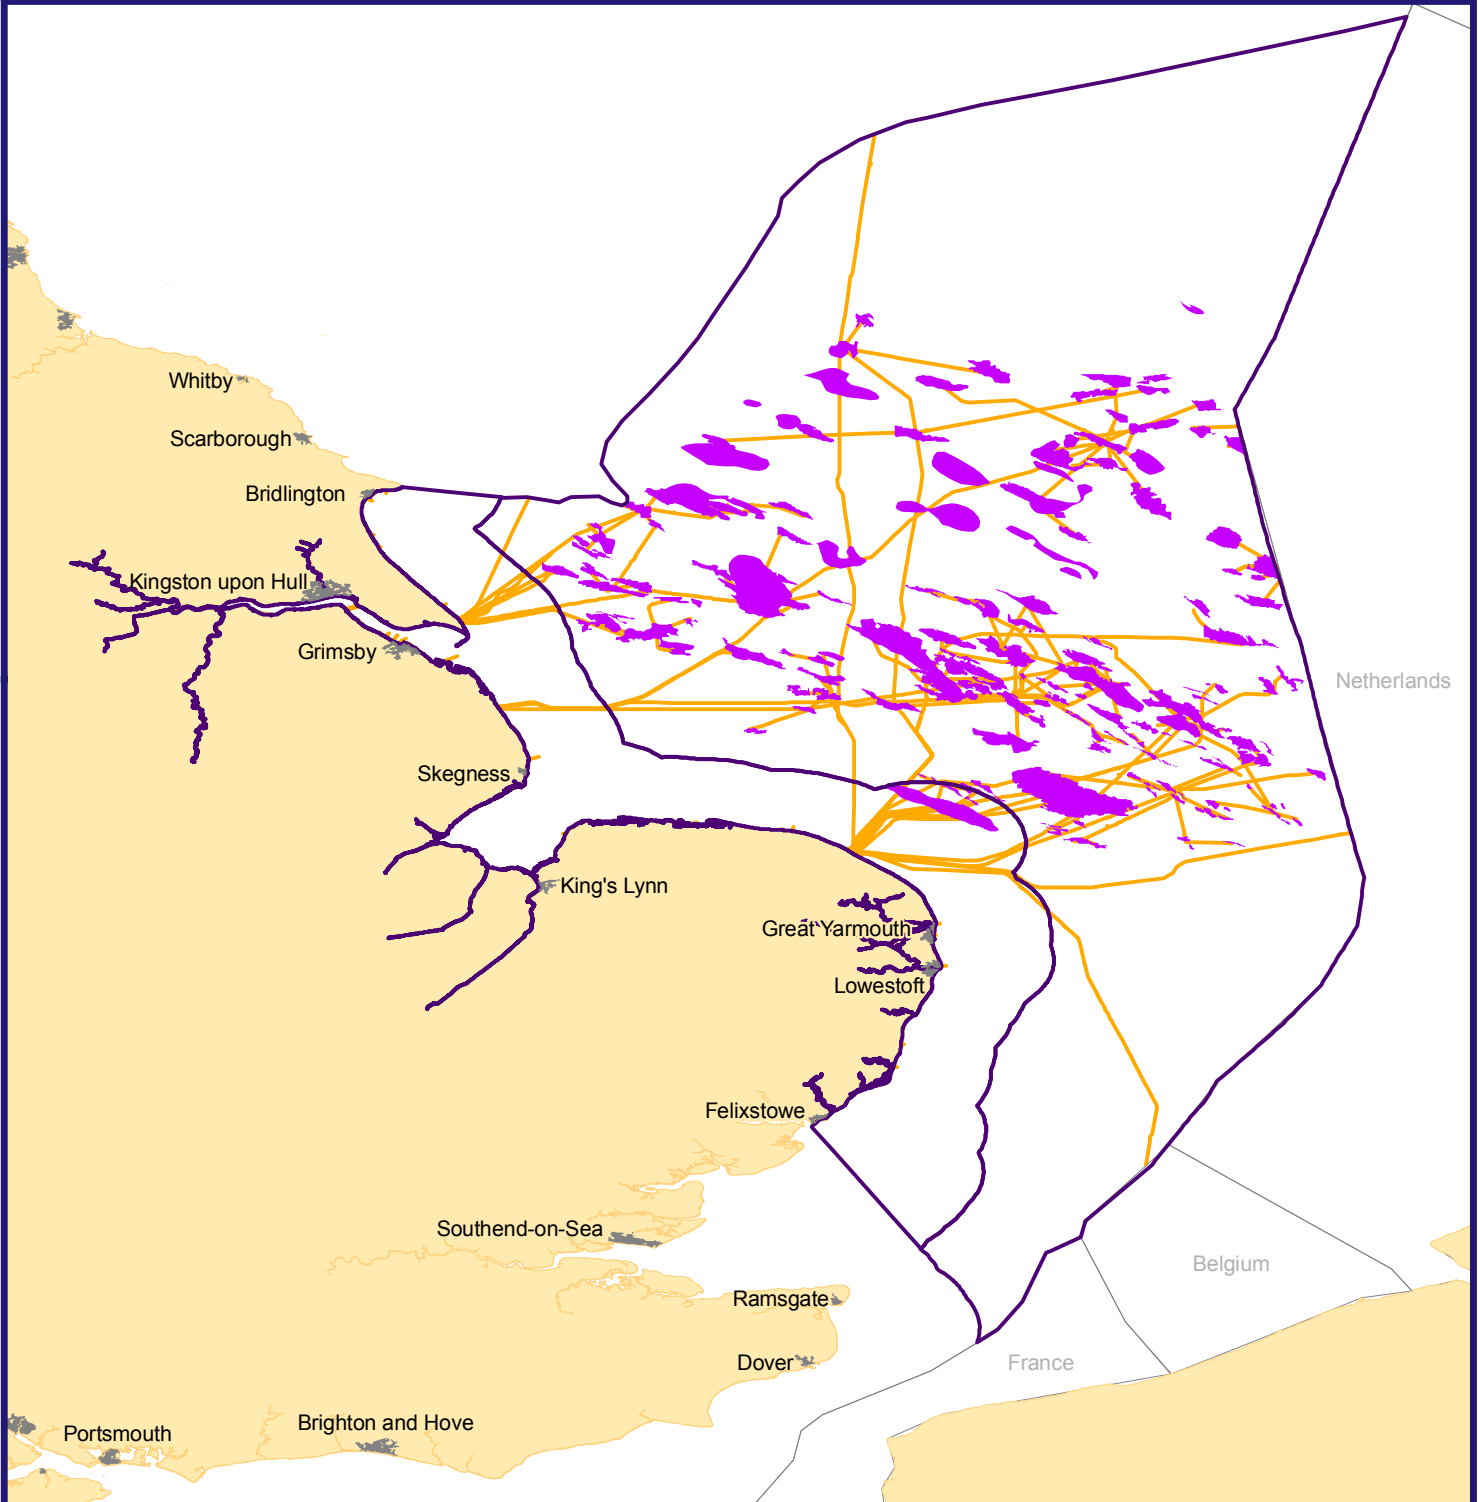 Whitby
Scarborough
Bridlington
Kingston upon Hull
Grimsby
Netherlands
Skegness
King's Lynn
Great Yarmouth
Lowestoft
Felixstowe
Southend-on-Sea
Belgium
Ramsgate
Dover
France
Brighton and Hove
Portsmouth